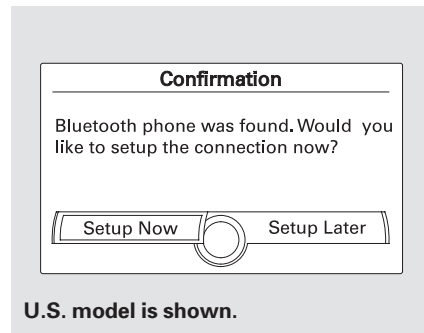 Confirmation
Bluetooth phone was found. Would you
like to setup the connection now?
Setup Now
Setup Later
U.S. model is shown.